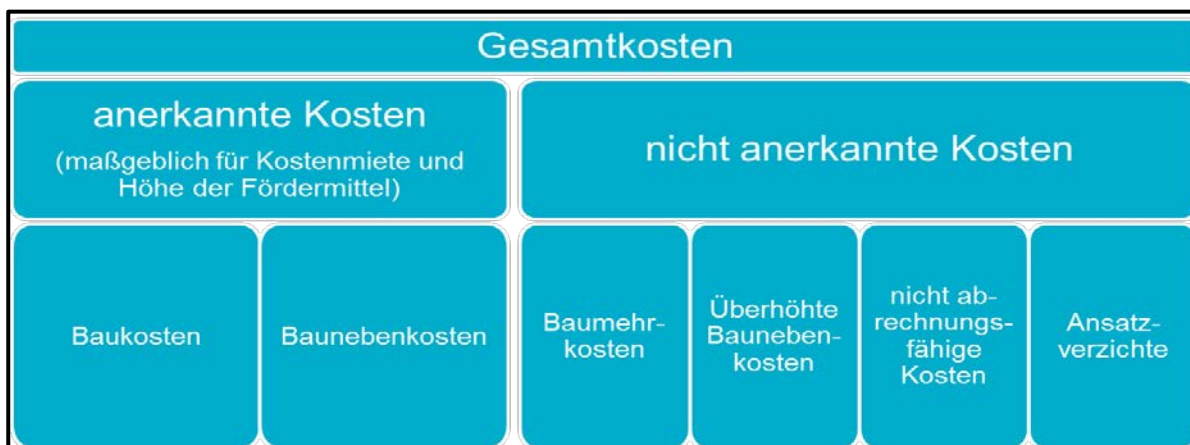 Gesamtkosten
anerkannte Kosten
(maßgeblich für Kostenmiete und
Höhe der Fördermittel)
nicht anerkannte Kosten
Baukosten
Baunebenkosten
Baumehr-
kosten
Überhöhte
Bauneben-
kosten
nicht ab-
rechnungs-
fähige
Kosten
Ansatz-
verzichte